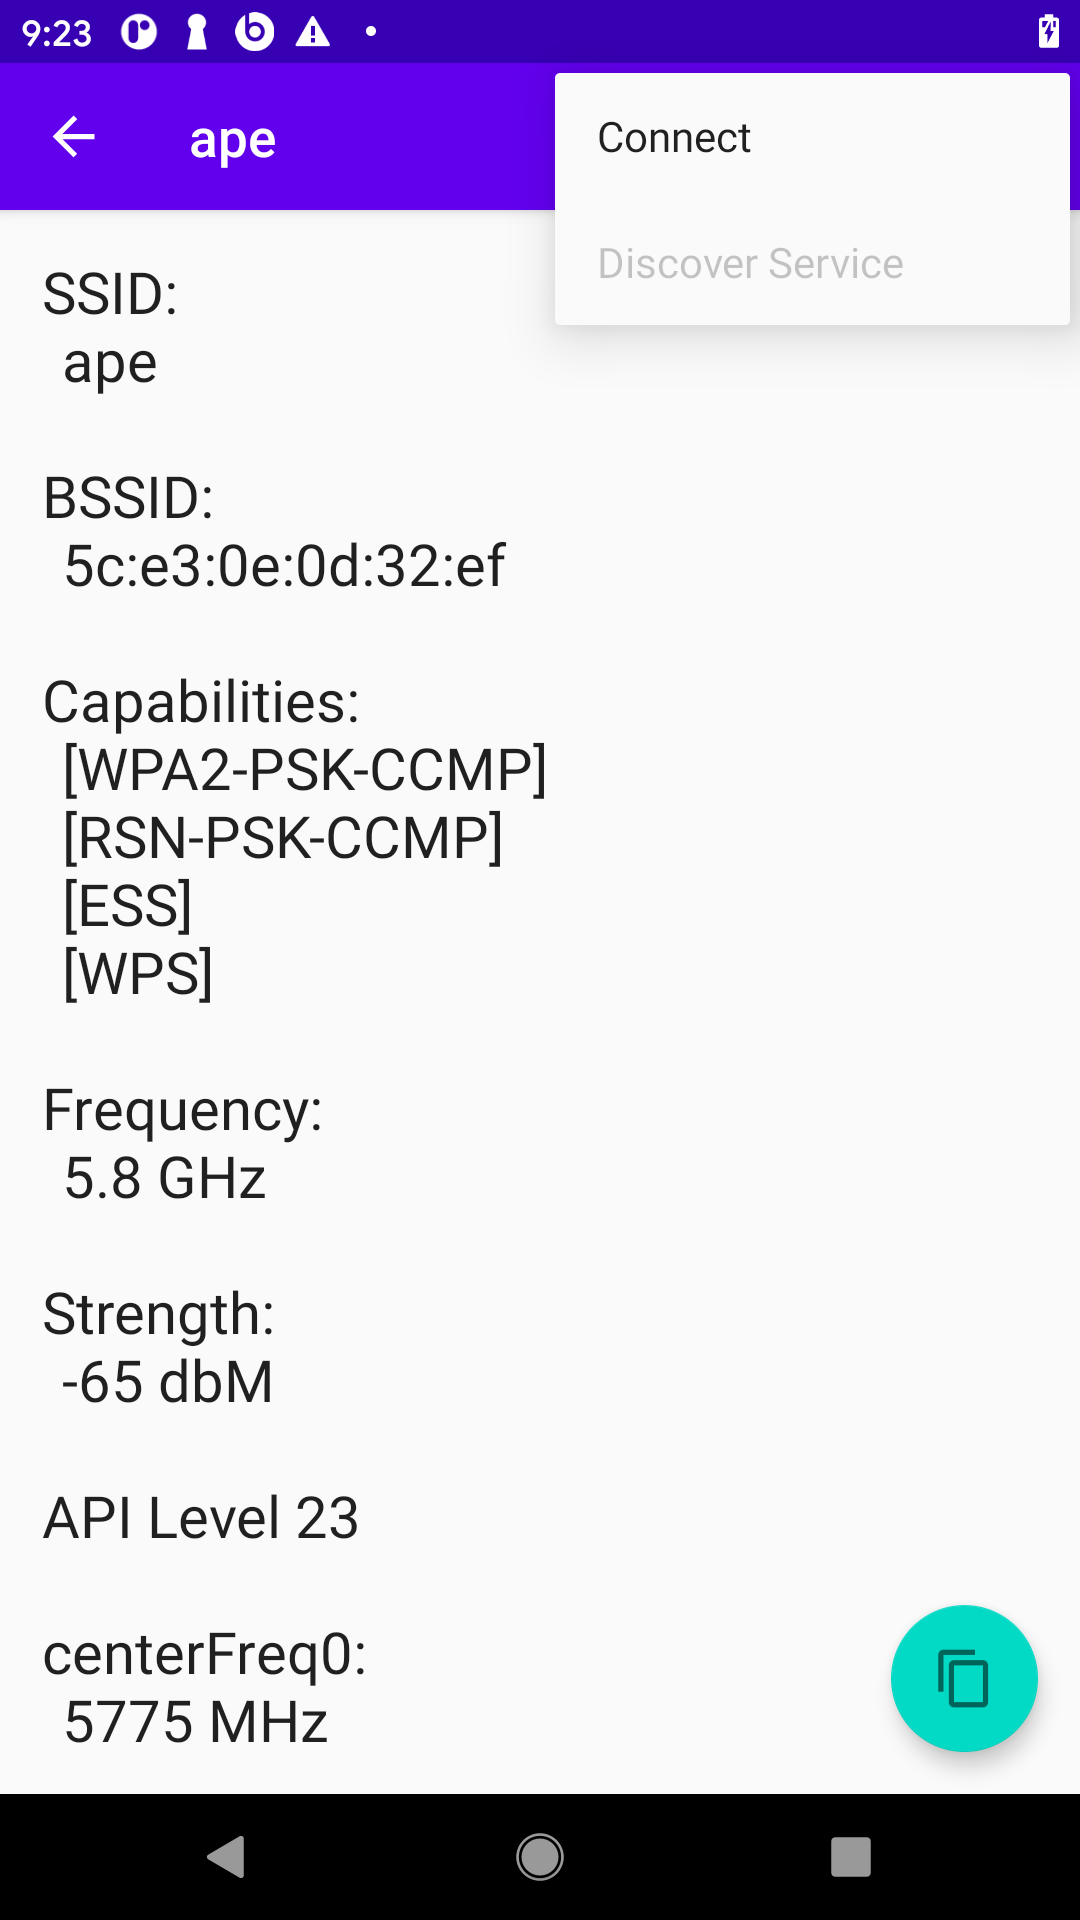 9:23
ape
Connect
Discover Service
SSID:
ape
BSSID:
5c:e3:0e:0d:32:ef
Capabilities:
[WPA2-PSK-CCMP]
[RSN-PSK-CCMP]
[ESS]
[WPS]
Frequency:
5.8 GHz
Strength:
-65 dbM
API Level 23
centerFreq0:
5775 MHz